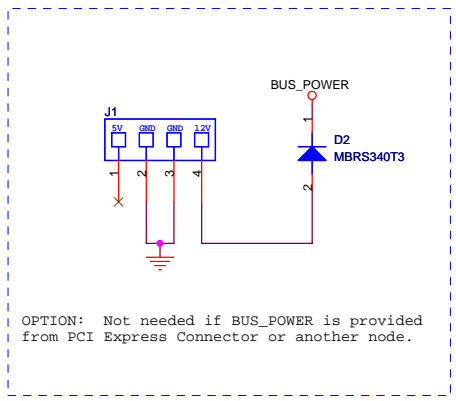 BUS_POWER
J1
5V GND GND 12V
1 2 3 4
1
D2
MBRS340T3
2
OPTION:  Not needed if BUS_POWER is provided
from PCI Express Connector or another node.